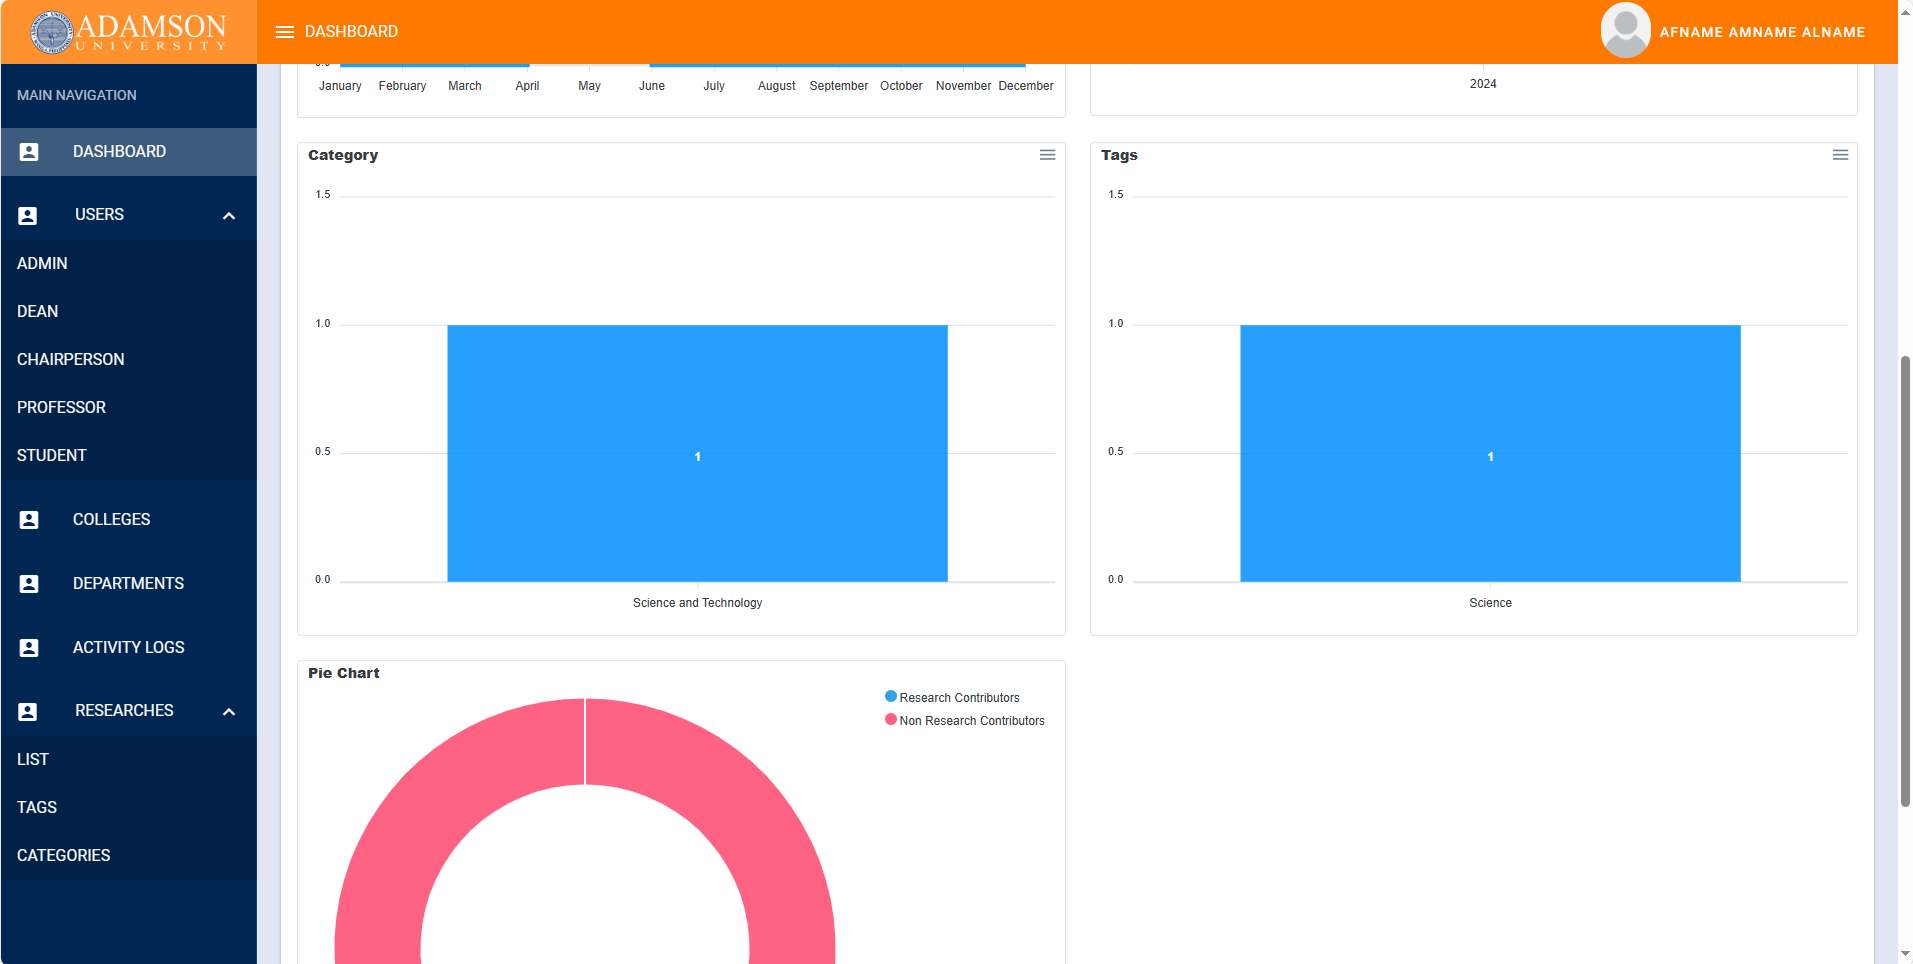 ADAMSON
UNIVERSITY
DASHBOARD
AFNAME AMNAME ALNAME
MAIN NAVIGATION
DASHBOARD
USERS
ADMIN
DEAN
CHAIRPERSON
PROFESSOR
STUDENT
COLLEGES
DEPARTMENTS
ACTIVITY LOGS
RESEARCHES
LIST
TAGS
CATEGORIES
January February March April May June July August September October November December
2024
Category
1.5
1.0
0.5
0.0
1
Science and Technology
Tags
1.5
1.0
0.5
0.0
1
Science
Pie Chart
Research Contributors
Non Research Contributors